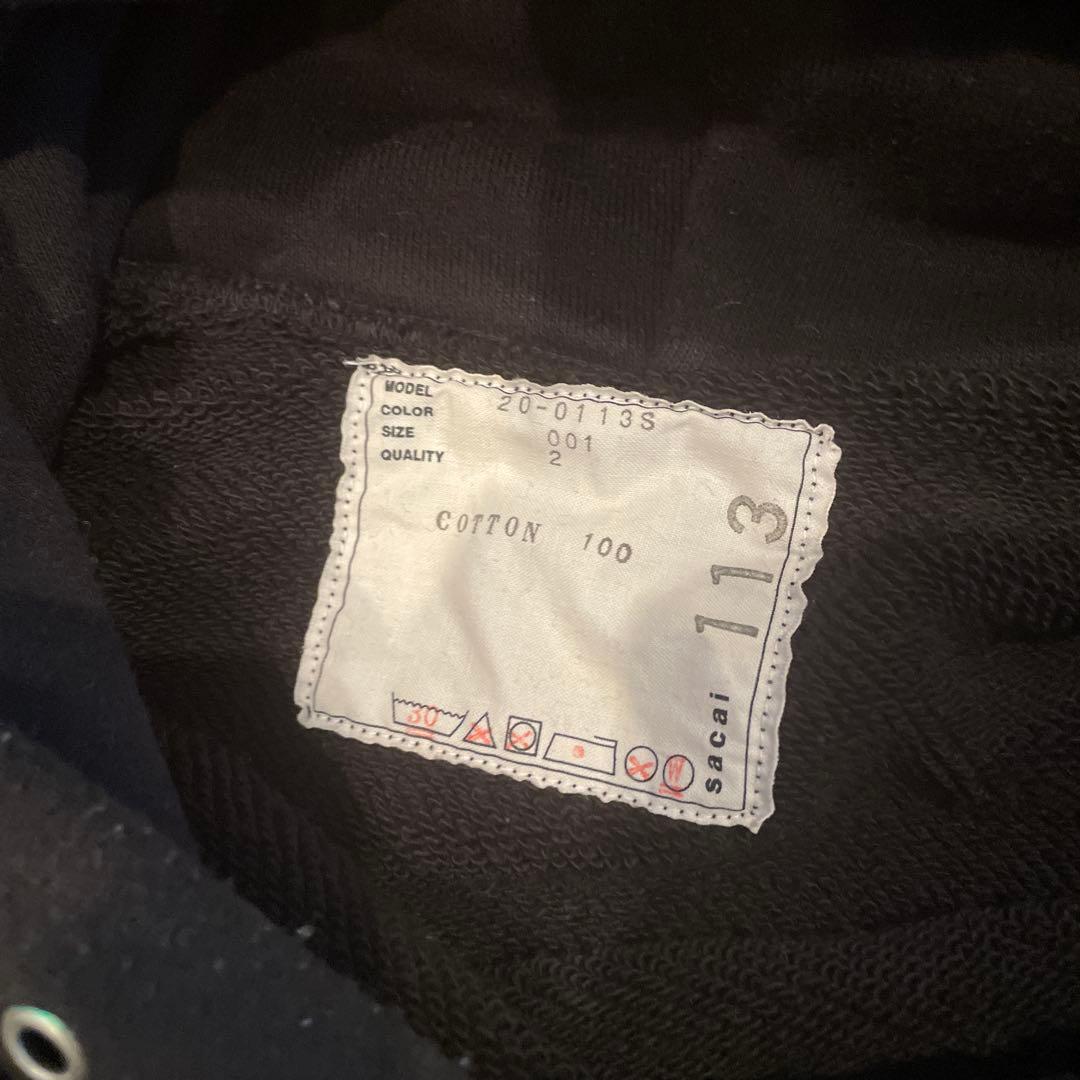 MODEL 20-0113S
COLOR 001
SIZE 2
QUALITY
COTTON 100
113
sacai
30
W